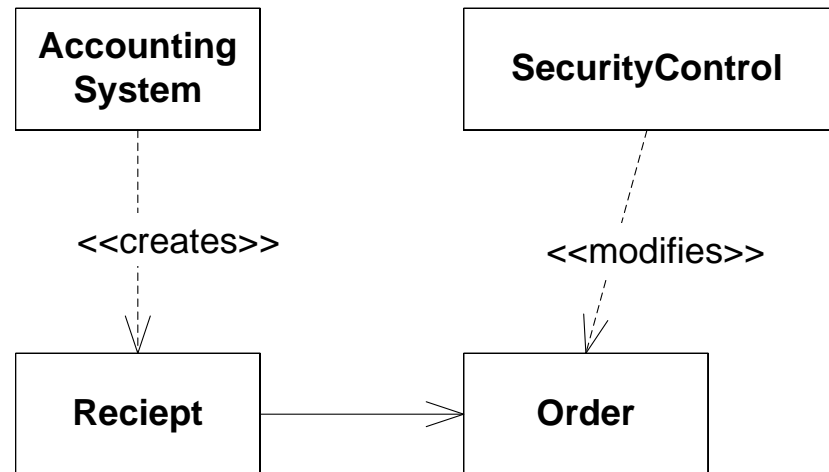 Accounting
System
SecurityControl
<<creates>>
<<modifies>>
Reciept
Order